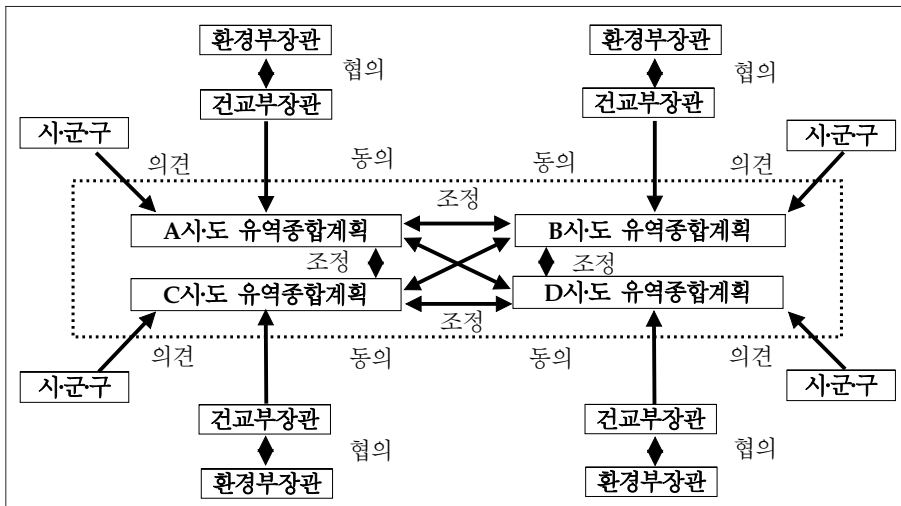 환경부장관 환경부장관
협의 협의
건교부장관 건교부장관
시·군·구 시·군·구
의견 동의 동의 의견
조정
A시·도 유역종합계획 B시·도 유역종합계획
조정 조정
C시·도 유역종합계획 D시·도 유역종합계획
조정
의견 동의 동의 의견
시·군·구 시·군·구
건교부장관 건교부장관
협의 협의
환경부장관 환경부장관